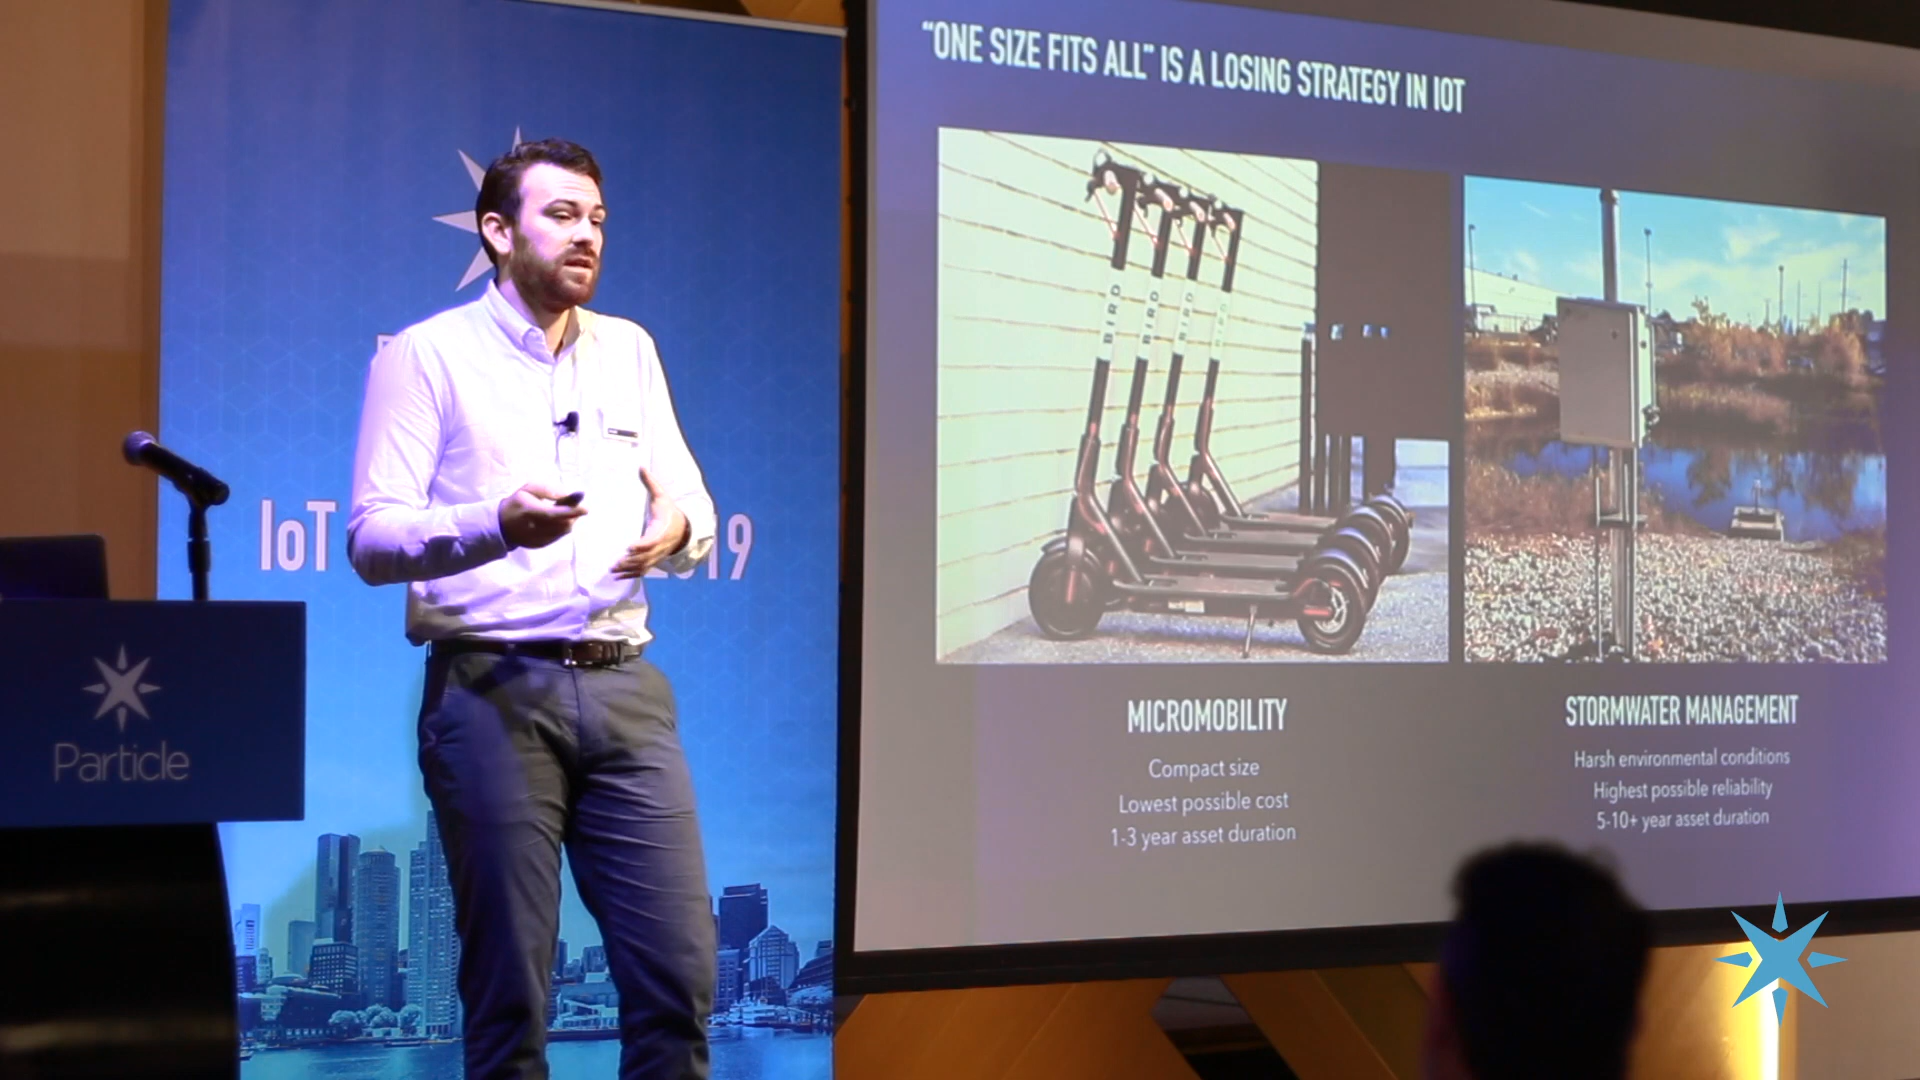 "ONE SIZE FITS ALL" IS A LOSING STRATEGY IN IOT
BIRD
BIRD
BIRD
BIRD
MICROMOBILITY
Compact size
Lowest possible cost
1-3 year asset duration
STORMWATER MANAGEMENT
Harsh environmental conditions
Highest possible reliability
5-10+ year asset duration
IoT 2019
Particle